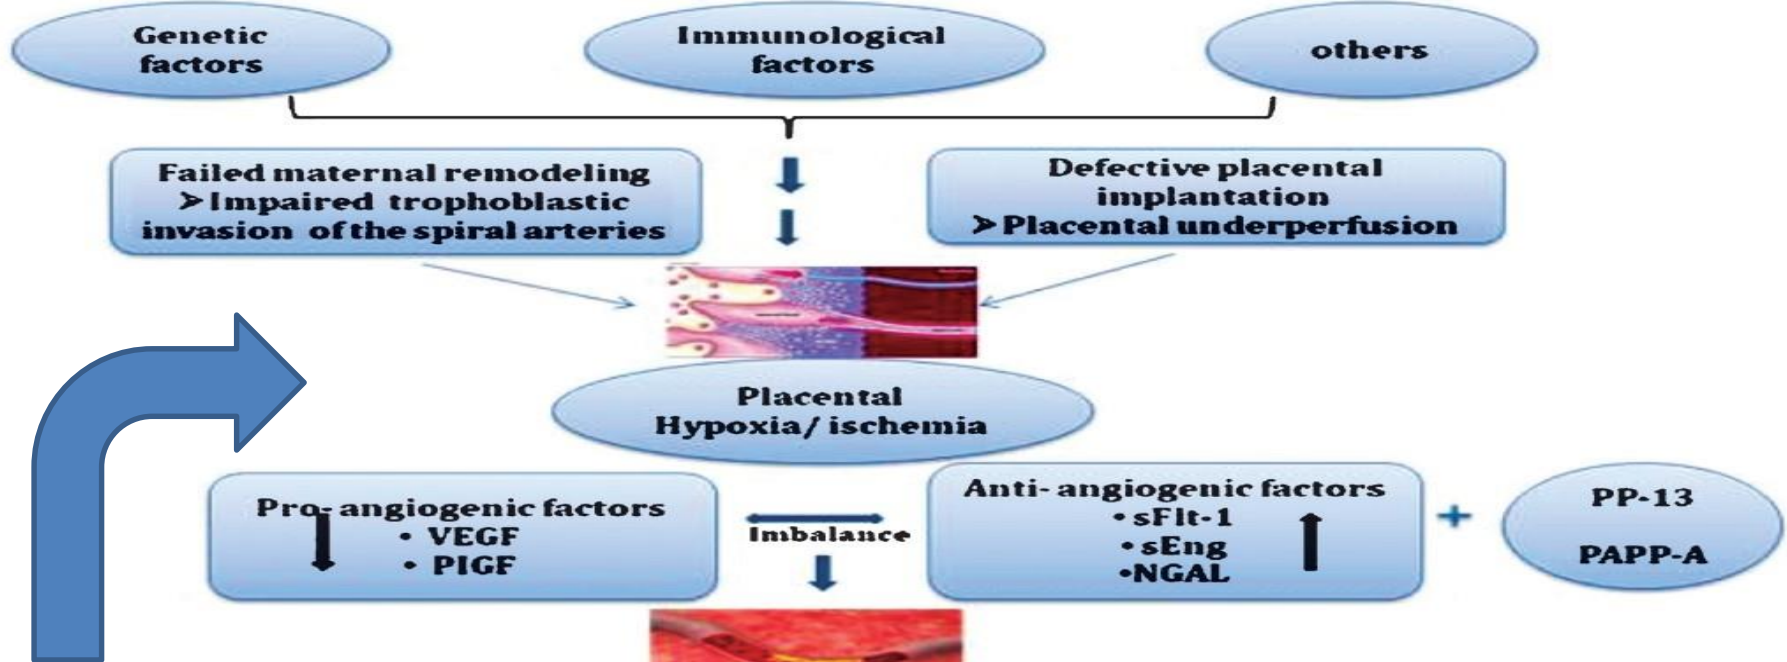 Genetic
factors
Immunological
factors
others
Failed maternal remodeling
➤Impaired trophoblastic
invasion of the spiral arteries
Defective placental
implantation
➤Placental underperfusion
Placental
Hypoxia/ ischemia
Pro-angiogenic factors
• VEGF
• PIGF
Imbalance
Anti- angiogenic factors
•sFlt-1
•sEng
•NGAL
+
PP-13
PAPP-A